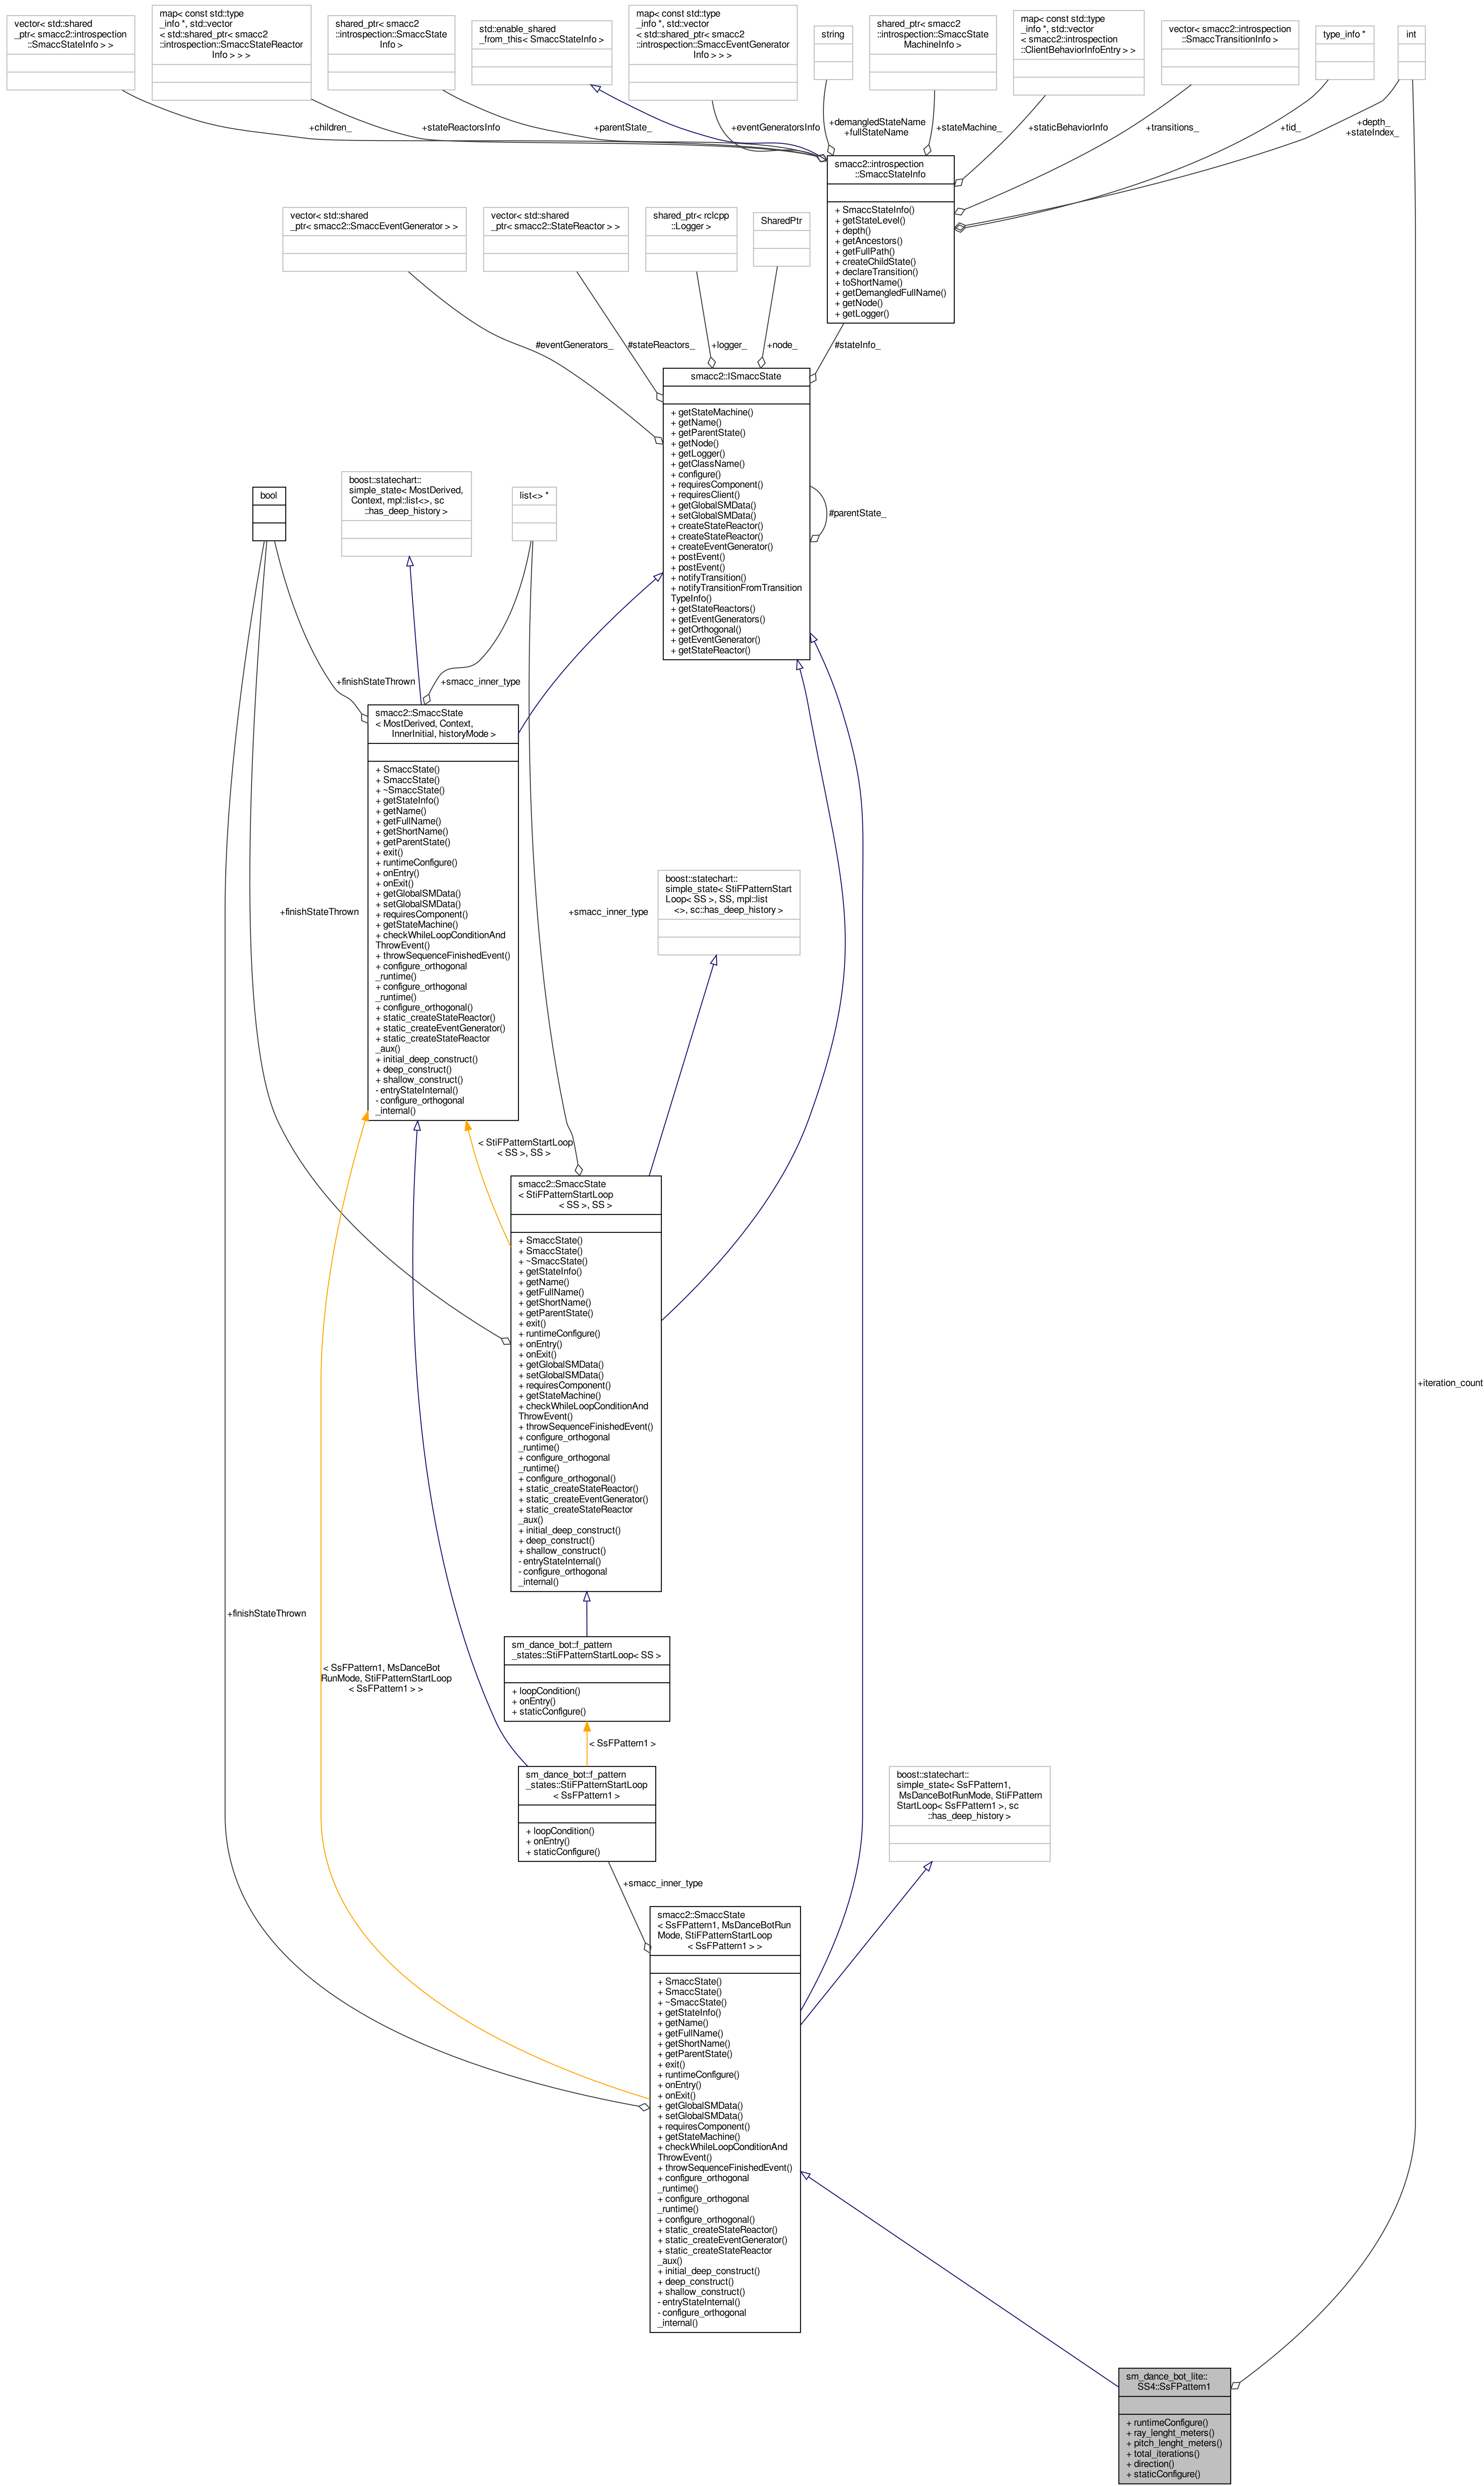 vector< std::shared
_ptr< smacc2::introspection
::SmaccStateInfo > >
map< const std::type
_info *, std::vector
< std::shared_ptr< smacc2
::introspection::SmaccStateReactor
Info > > >
shared_ptr< smacc2
::introspection::SmaccState
Info >
std::enable_shared
_from_this< SmaccStateInfo >
map< const std::type
_info *, std::vector
< std::shared_ptr< smacc2
::introspection::SmaccEventGenerator
Info > > >
string
shared_ptr< smacc2
::introspection::SmaccState
MachineInfo >
map< const std::type
_info *, std::vector
< smacc2::introspection
::ClientBehaviorInfoEntry > >
vector< smacc2::introspection
::SmaccTransitionInfo >
type_info *
int
+children_
+stateReactorsInfo
+parentState_
+eventGeneratorsInfo
+demangledStateName
+fullStateName
+stateMachine_
+staticBehaviorInfo
+transitions_
+tid_
+depth_
+stateIndex_
smacc2::introspection
::SmaccStateInfo
+ SmaccStateInfo()
+ getStateLevel()
+ depth()
+ getAncestors()
+ getFullPath()
+ createChildState()
+ declareTransition()
+ toShortName()
+ getDemangledFullName()
+ getNode()
+ getLogger()
vector< std::shared
_ptr< smacc2::SmaccEventGenerator > >
vector< std::shared
_ptr< smacc2::StateReactor > >
shared_ptr< rclcpp
::Logger >
SharedPtr
#eventGenerators_
#stateReactors_
+logger_
+node_
#stateInfo_
smacc2::ISmaccState
+ getStateMachine()
+ getName()
+ getParentState()
+ getNode()
+ getLogger()
+ getClassName()
+ configure()
+ requiresComponent()
+ requiresClient()
+ getGlobalSMData()
+ setGlobalSMData()
+ createStateReactor()
+ createStateReactor()
+ createEventGenerator()
+ postEvent()
+ postEvent()
+ notifyTransition()
+ notifyTransitionFromTransition
TypeInfo()
+ getStateReactors()
+ getEventGenerators()
+ getOrthogonal()
+ getEventGenerator()
+ getStateReactor()
#parentState_
bool
boost::statechart::
simple_state< MostDerived,
Context, mpl::list<>, sc
::has_deep_history >
list<> *
+finishStateThrown
+smacc_inner_type
smacc2::SmaccState
< MostDerived, Context,
InnerInitial, historyMode >
+ SmaccState()
+ SmaccState()
+ ~SmaccState()
+ getStateInfo()
+ getName()
+ getFullName()
+ getShortName()
+ getParentState()
+ exit()
+ runtimeConfigure()
+ onEntry()
+ onExit()
+ getGlobalSMData()
+ setGlobalSMData()
+ requiresComponent()
+ getStateMachine()
+ checkWhileLoopConditionAnd
ThrowEvent()
+ throwSequenceFinishedEvent()
+ configure_orthogonal
_runtime()
+ configure_orthogonal
_runtime()
+ configure_orthogonal()
+ static_createStateReactor()
+ static_createEventGenerator()
+ static_createStateReactor
_aux()
+ initial_deep_construct()
+ deep_construct()
+ shallow_construct()
- entryStateInternal()
- configure_orthogonal
_internal()
+finishStateThrown
+smacc_inner_type
boost::statechart::
simple_state< StiFPatternStart
Loop< SS >, SS, mpl::list
<>, sc::has_deep_history >
< StiFPatternStartLoop
< SS >, SS >
smacc2::SmaccState
< StiFPatternStartLoop
< SS >, SS >
+ SmaccState()
+ SmaccState()
+ ~SmaccState()
+ getStateInfo()
+ getName()
+ getFullName()
+ getShortName()
+ getParentState()
+ exit()
+ runtimeConfigure()
+ onEntry()
+ onExit()
+ getGlobalSMData()
+ setGlobalSMData()
+ requiresComponent()
+ getStateMachine()
+ checkWhileLoopConditionAnd
ThrowEvent()
+ throwSequenceFinishedEvent()
+ configure_orthogonal
_runtime()
+ configure_orthogonal
_runtime()
+ configure_orthogonal()
+ static_createStateReactor()
+ static_createEventGenerator()
+ static_createStateReactor
_aux()
+ initial_deep_construct()
+ deep_construct()
+ shallow_construct()
- entryStateInternal()
- configure_orthogonal
_internal()
+iteration_count
+finishStateThrown
sm_dance_bot::f_pattern
_states::StiFPatternStartLoop< SS >
+ loopCondition()
+ onEntry()
+ staticConfigure()
< SsFPattern1, MsDanceBot
RunMode, StiFPatternStartLoop
< SsFPattern1 > >
< SsFPattern1 >
sm_dance_bot::f_pattern
_states::StiFPatternStartLoop
< SsFPattern1 >
+ loopCondition()
+ onEntry()
+ staticConfigure()
boost::statechart::
simple_state< SsFPattern1,
MsDanceBotRunMode, StiFPattern
StartLoop< SsFPattern1 >, sc
::has_deep_history >
+smacc_inner_type
smacc2::SmaccState
< SsFPattern1, MsDanceBotRun
Mode, StiFPatternStartLoop
< SsFPattern1 > >
+ SmaccState()
+ SmaccState()
+ ~SmaccState()
+ getStateInfo()
+ getName()
+ getFullName()
+ getShortName()
+ getParentState()
+ exit()
+ runtimeConfigure()
+ onEntry()
+ onExit()
+ getGlobalSMData()
+ setGlobalSMData()
+ requiresComponent()
+ getStateMachine()
+ checkWhileLoopConditionAnd
ThrowEvent()
+ throwSequenceFinishedEvent()
+ configure_orthogonal
_runtime()
+ configure_orthogonal
_runtime()
+ configure_orthogonal()
+ static_createStateReactor()
+ static_createEventGenerator()
+ static_createStateReactor
_aux()
+ initial_deep_construct()
+ deep_construct()
+ shallow_construct()
- entryStateInternal()
- configure_orthogonal
_internal()
sm_dance_bot_lite::
SS4::SsFPattern1
+ runtimeConfigure()
+ ray_lenght_meters()
+ pitch_lenght_meters()
+ total_iterations()
+ direction()
+ staticConfigure()